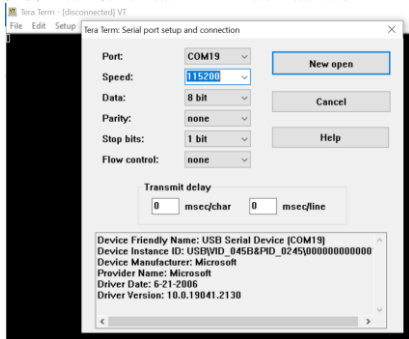 Tera Term - [disconnected] VT
File Edit Setup
Tera Term: Serial port setup and connection
Port: COM19
New open
Speed: 115200
Data: 8 bit
Cancel
Parity: none
Stop bits: 1 bit
Help
Flow control: none
Transmit delay
0 msec/char 0 msec/line
Device Friendly Name: USB Serial Device (COM19)
Device Instance ID: USB\VID_045B&PID_0245\000000000000
Device Manufacturer: Microsoft
Provider Name: Microsoft
Driver Date: 6-21-2006
Driver Version: 10.0.19041.2130